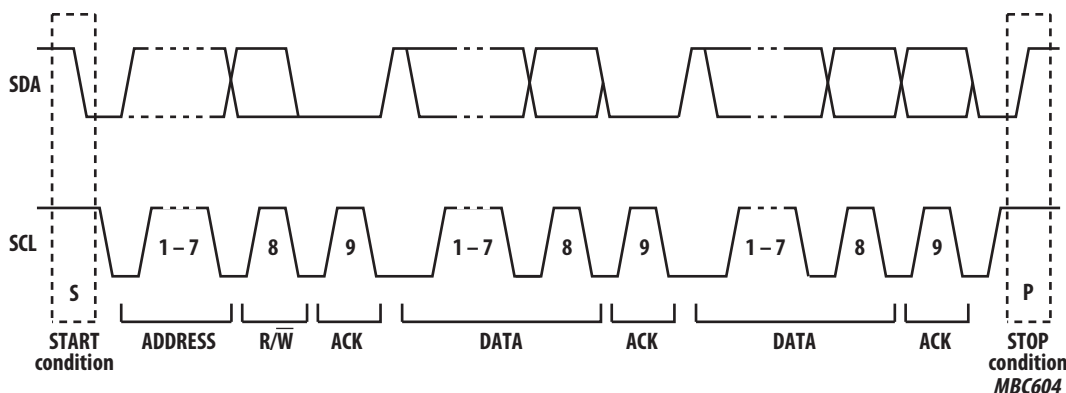 SDA
SCL
1 – 7 8 9 1 – 7 8 9 1 – 7 8 9
S P
START condition ADDRESS R/W̅ ACK DATA ACK DATA ACK STOP condition
MBC604